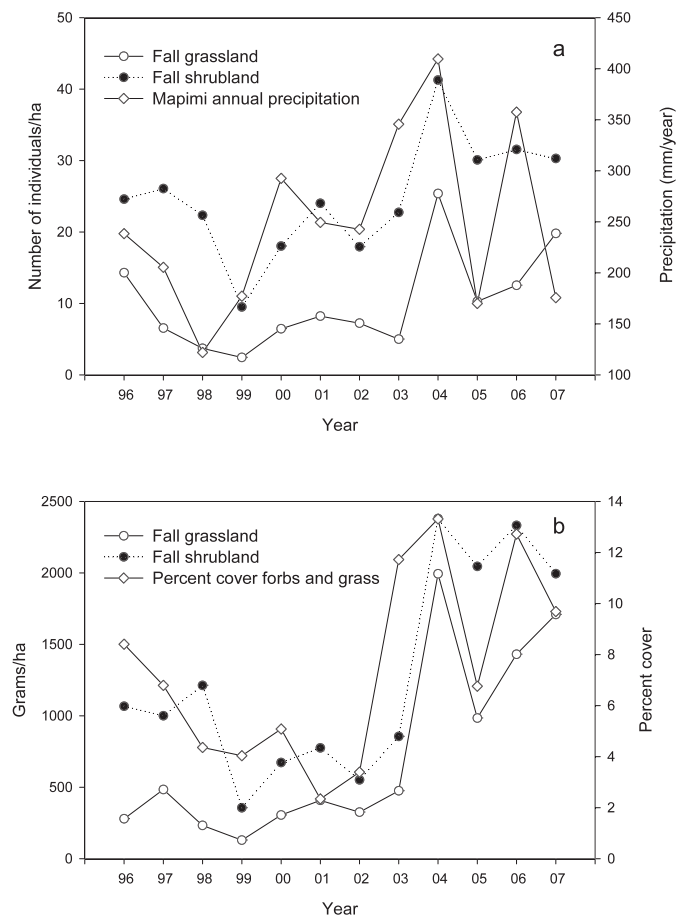 a
Fall grassland
Fall shrubland
Mapimi annual precipitation
Number of individuals/ha
50
40
30
20
10
0
Precipitation (mm/year)
450
400
350
300
250
200
150
100
96 97 98 99 00 01 02 03 04 05 06 07
Year
b
Fall grassland
Fall shrubland
Percent cover forbs and grass
Grams/ha
2500
2000
1500
1000
500
0
Percent cover
14
12
10
8
6
4
2
0
96 97 98 99 00 01 02 03 04 05 06 07
Year